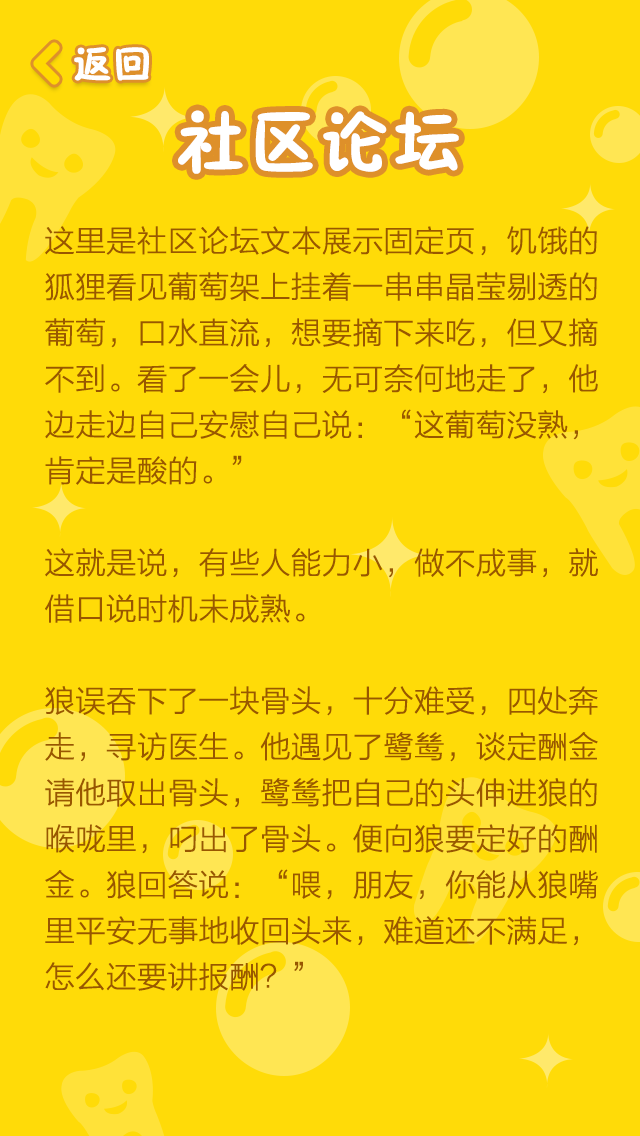 返回
社区论坛
这里是社区论坛文本展示固定页，饥饿的
狐狸看见葡萄架上挂着一串串晶莹剔透的
葡萄，口水直流，想要摘下来吃，但又摘
不到。看了一会儿，无可奈何地走了，他
边走边自己安慰自己说：“这葡萄没熟，
肯定是酸的。”
这就是说，有些人能力小，做不成事，就
借口说时机未成熟。
狼误吞下了一块骨头，十分难受，四处奔
走，寻访医生。他遇见了鹭鸶，谈定酬金
请他取出骨头，鹭鸶把自己的头伸进狼的
喉咙里，叼出了骨头。便向狼要定好的酬
金。狼回答说：“喂，朋友，你能从狼嘴
里平安无事地收回头来，难道还不满足，
怎么还要讲报酬？”